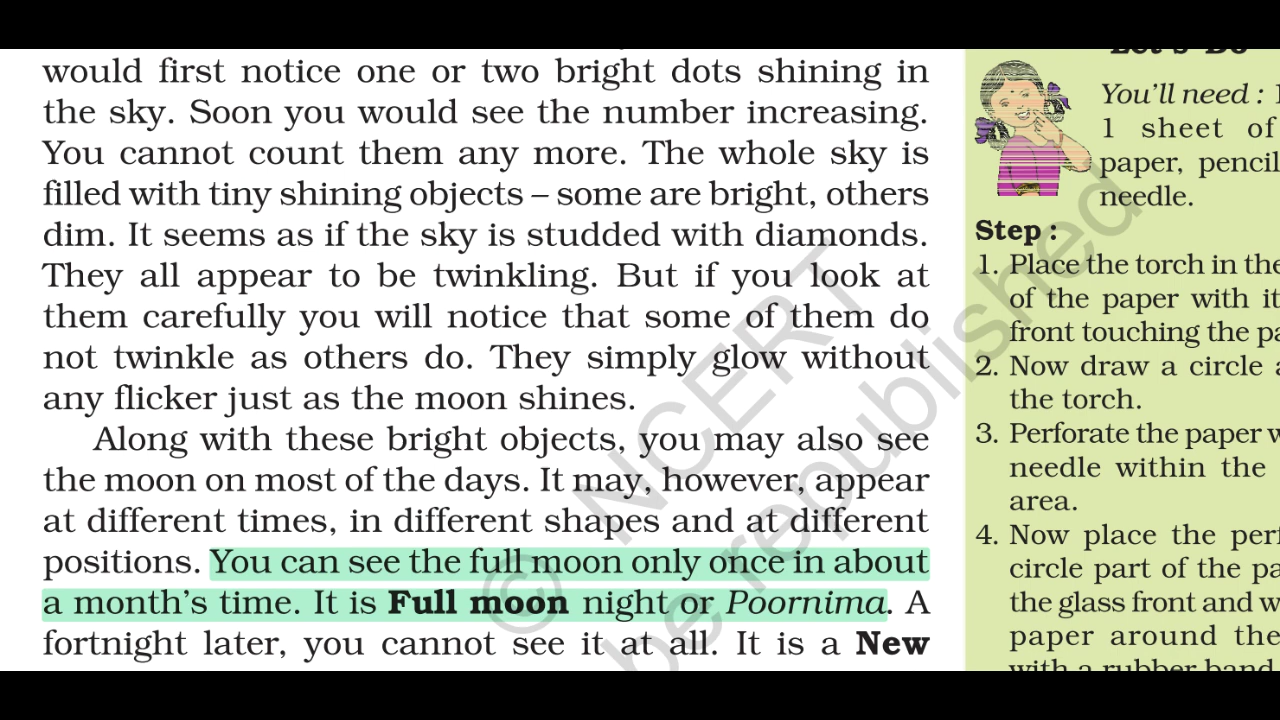 would first notice one or two bright dots shining in
the sky. Soon you would see the number increasing.
You cannot count them any more. The whole sky is
filled with tiny shining objects – some are bright, others
dim. It seems as if the sky is studded with diamonds.
They all appear to be twinkling. But if you look at
them carefully you will notice that some of them do
not twinkle as others do. They simply glow without
any flicker just as the moon shines.
Along with these bright objects, you may also see
the moon on most of the days. It may, however, appear
at different times, in different shapes and at different
positions. You can see the full moon only once in about
a month's time. It is Full moon night or Poornima. A
fortnight later, you cannot see it at all. It is a New
Let's Do
You'll need :
1 sheet of
paper, pencil
needle.
Step :
1. Place the torch in the
of the paper with
front touching the
2. Now draw a circle
the torch.
3. Perforate the paper
needle within the
area.
4. Now place the
circle part of the
the glass front and
paper around the
with a rubber band
© NCERT
be republished